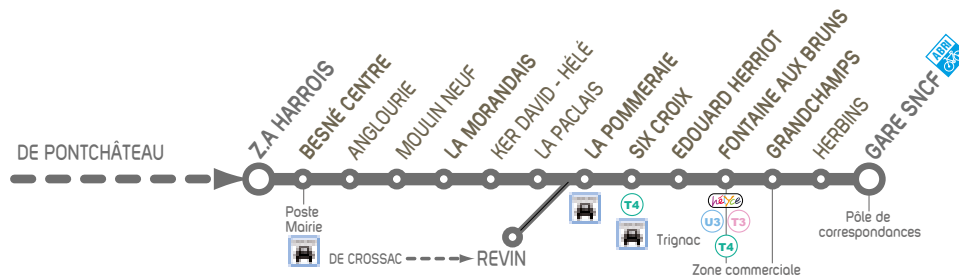 DE PONTCHÂTEAU
Z.A HARROIS
BESNÉ CENTRE
ANGLOURIE
MOULIN NEUF
LA MORANDAIS
KER DAVID - HÉLÉ
LA PACLAIS
LA POMMERAIE
SIX CROIX
EDOUARD HERRIOT
FONTAINE AUX BRUNS
GRANDCHAMPS
HERBINS
GARE SNCF
ABRI
Poste
Mairie
DE CROSSAC
REVIN
T4
Trignac
hélYce
U3
T3
T4
Zone commerciale
Pôle de
correspondances